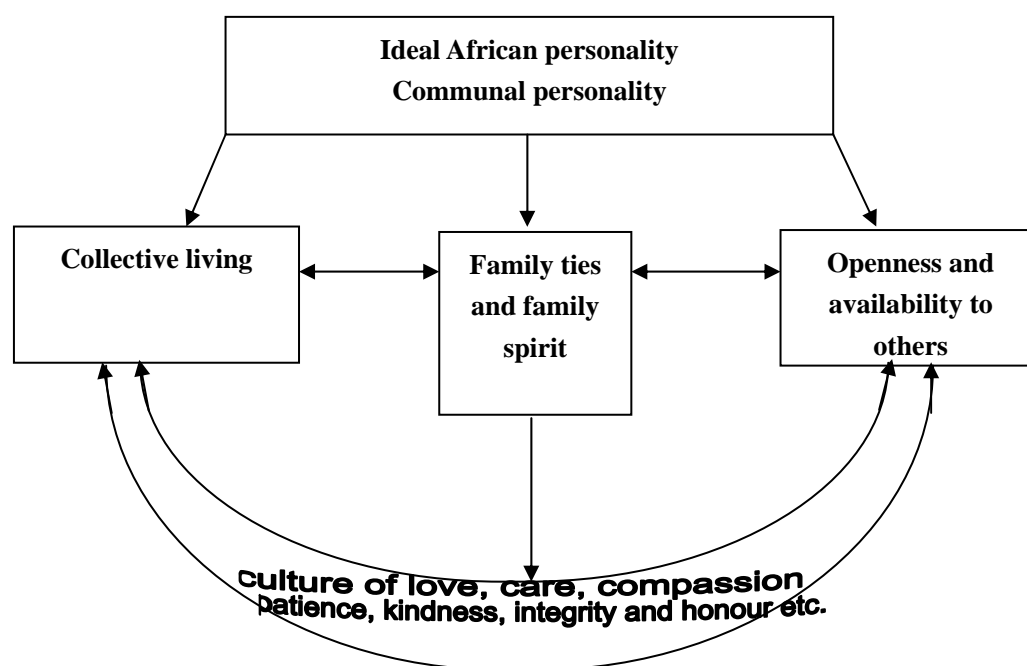 Ideal African personality
Communal personality
Collective living
Family ties
and family
spirit
Openness and
availability to
others
culture of love, care, compassion
patience, kindness, integrity and honour etc.